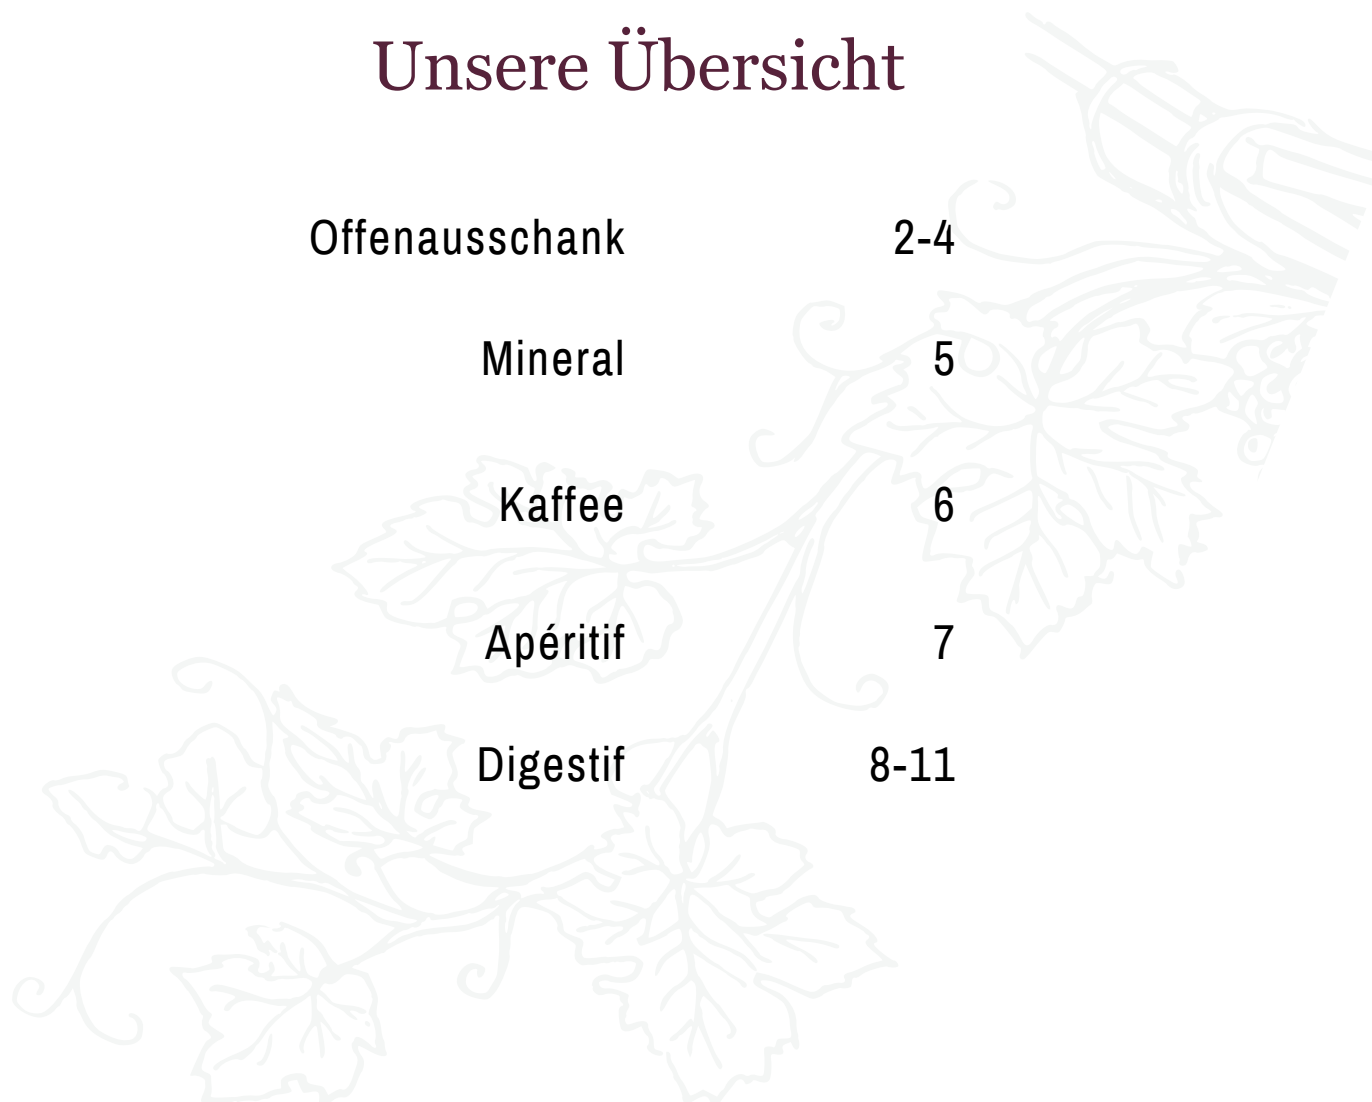 Unsere Übersicht
Offenausschank 2-4
Mineral 5
Kaffee 6
Apéritif 7
Digestif 8-11